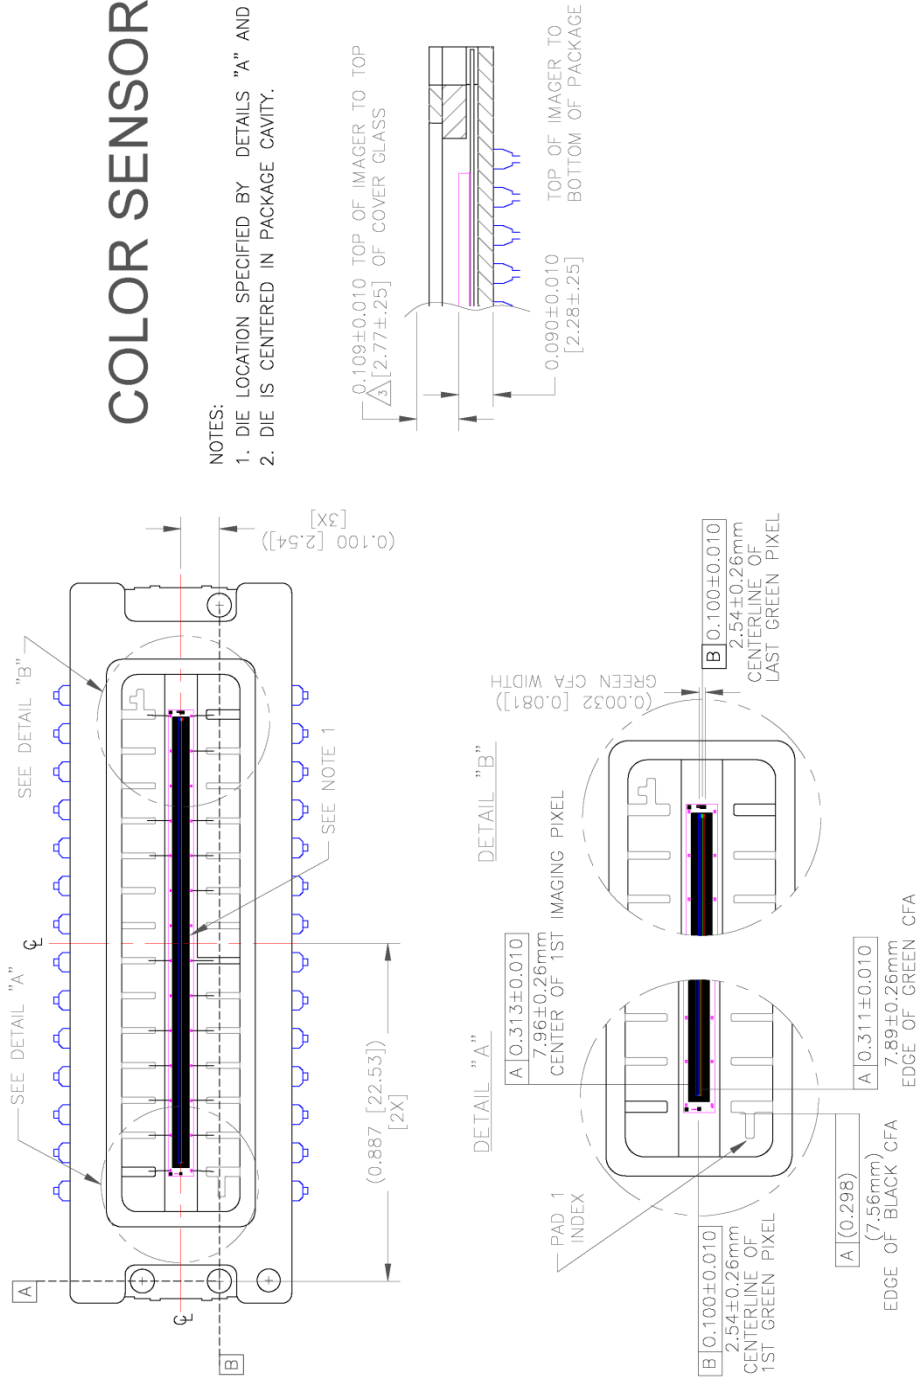 COLOR SENSOR
NOTES:
1. DIE LOCATION SPECIFIED BY DETAILS "A" AND
2. DIE IS CENTERED IN PACKAGE CAVITY.
0.109±0.010 TOP OF IMAGER TO TOP
3
[2.77±.25] OF COVER GLASS
0.090±0.010 TOP OF IMAGER TO
[2.28±.25] BOTTOM OF PACKAGE
SEE DETAIL "A"
SEE DETAIL "B"
A
B
SEE NOTE 1
(0.887 [22.53])
[2X]
(0.100 [2.54])
[3X]
DETAIL "A"
A 0.313±0.010
7.96±0.26mm
CENTER OF 1ST IMAGING PIXEL
PAD 1
INDEX
B 0.100±0.010
2.54±0.26mm
CENTERLINE OF
1ST GREEN PIXEL
A (0.298)
(7.56mm)
EDGE OF BLACK CFA
A 0.311±0.010
7.89±0.26mm
EDGE OF GREEN CFA
DETAIL "B"
(0.0032 [0.081])
GREEN CFA WIDTH
B 0.100±0.010
2.54±0.26mm
CENTERLINE OF
LAST GREEN PIXEL